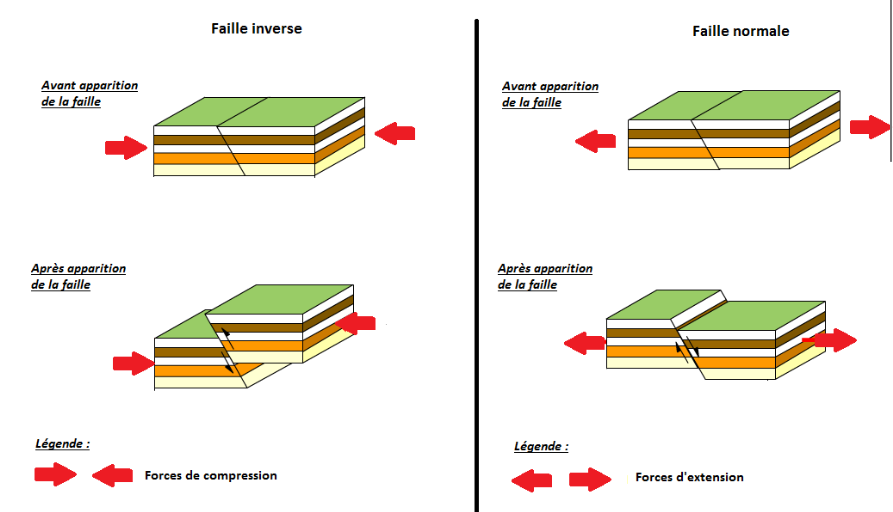 Faille inverse
Avant apparition
de la faille
Après apparition
de la faille
Légende :
Forces de compression
Faille normale
Avant apparition
de la faille
Après apparition
de la faille
Légende :
Forces d'extension